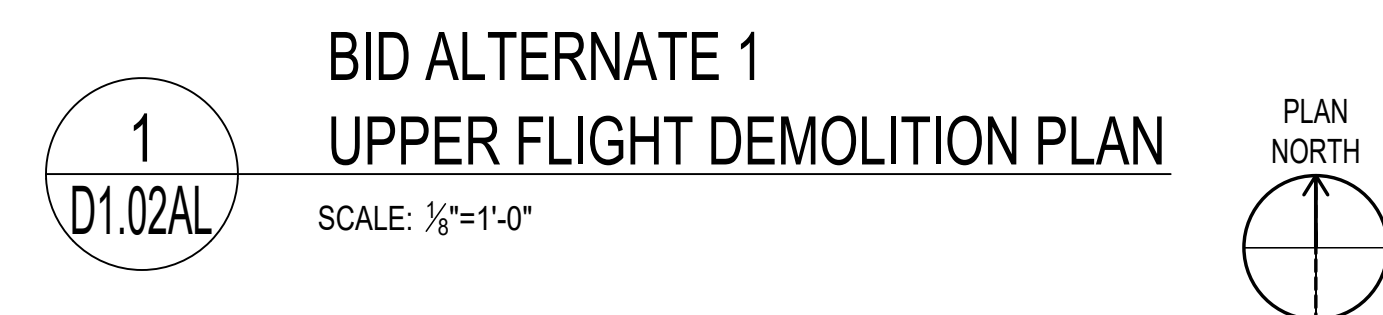 1
D1.02AL
BID ALTERNATE 1
UPPER FLIGHT DEMOLITION PLAN
SCALE: ⅛"=1'-0"
PLAN
NORTH